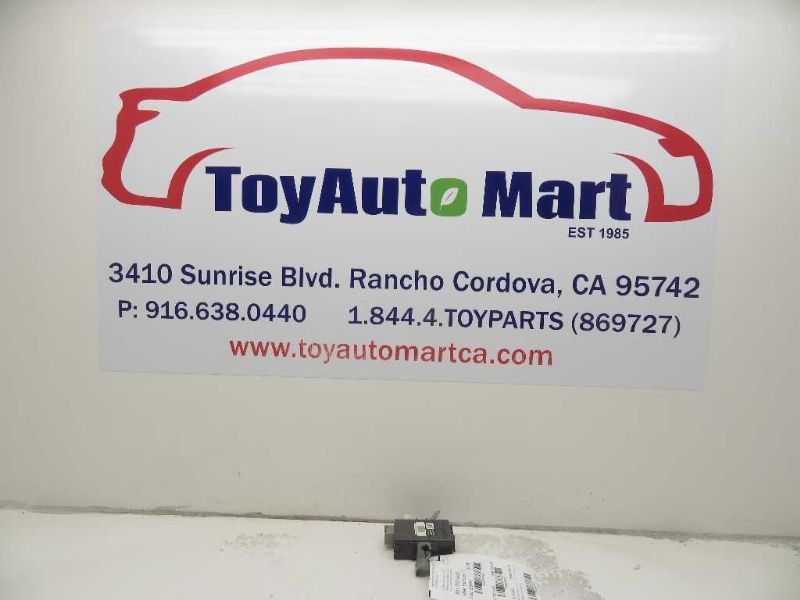 ToyAuto Mart
EST 1985
3410 Sunrise Blvd. Rancho Cordova, CA 95742
P: 916.638.0440 1.844.4.TOYPARTS (869727)
www.toyautomartca.com